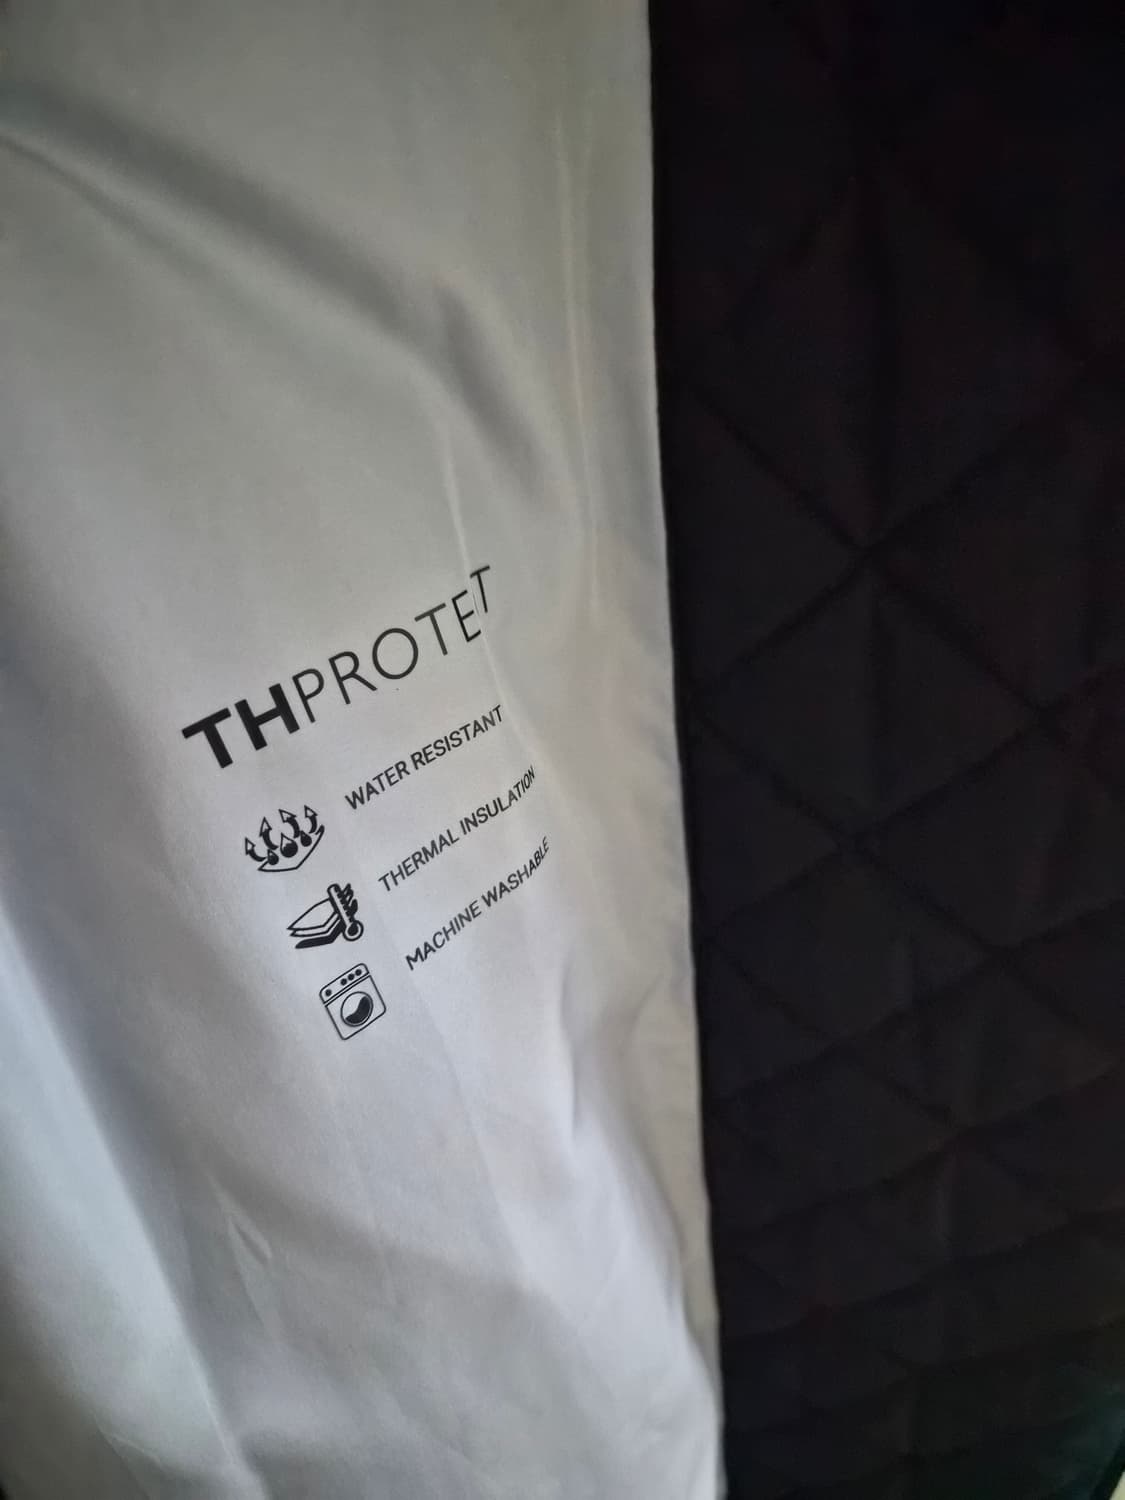 THPROTECT
WATER RESISTANT
THERMAL INSULATION
MACHINE WASHABLE